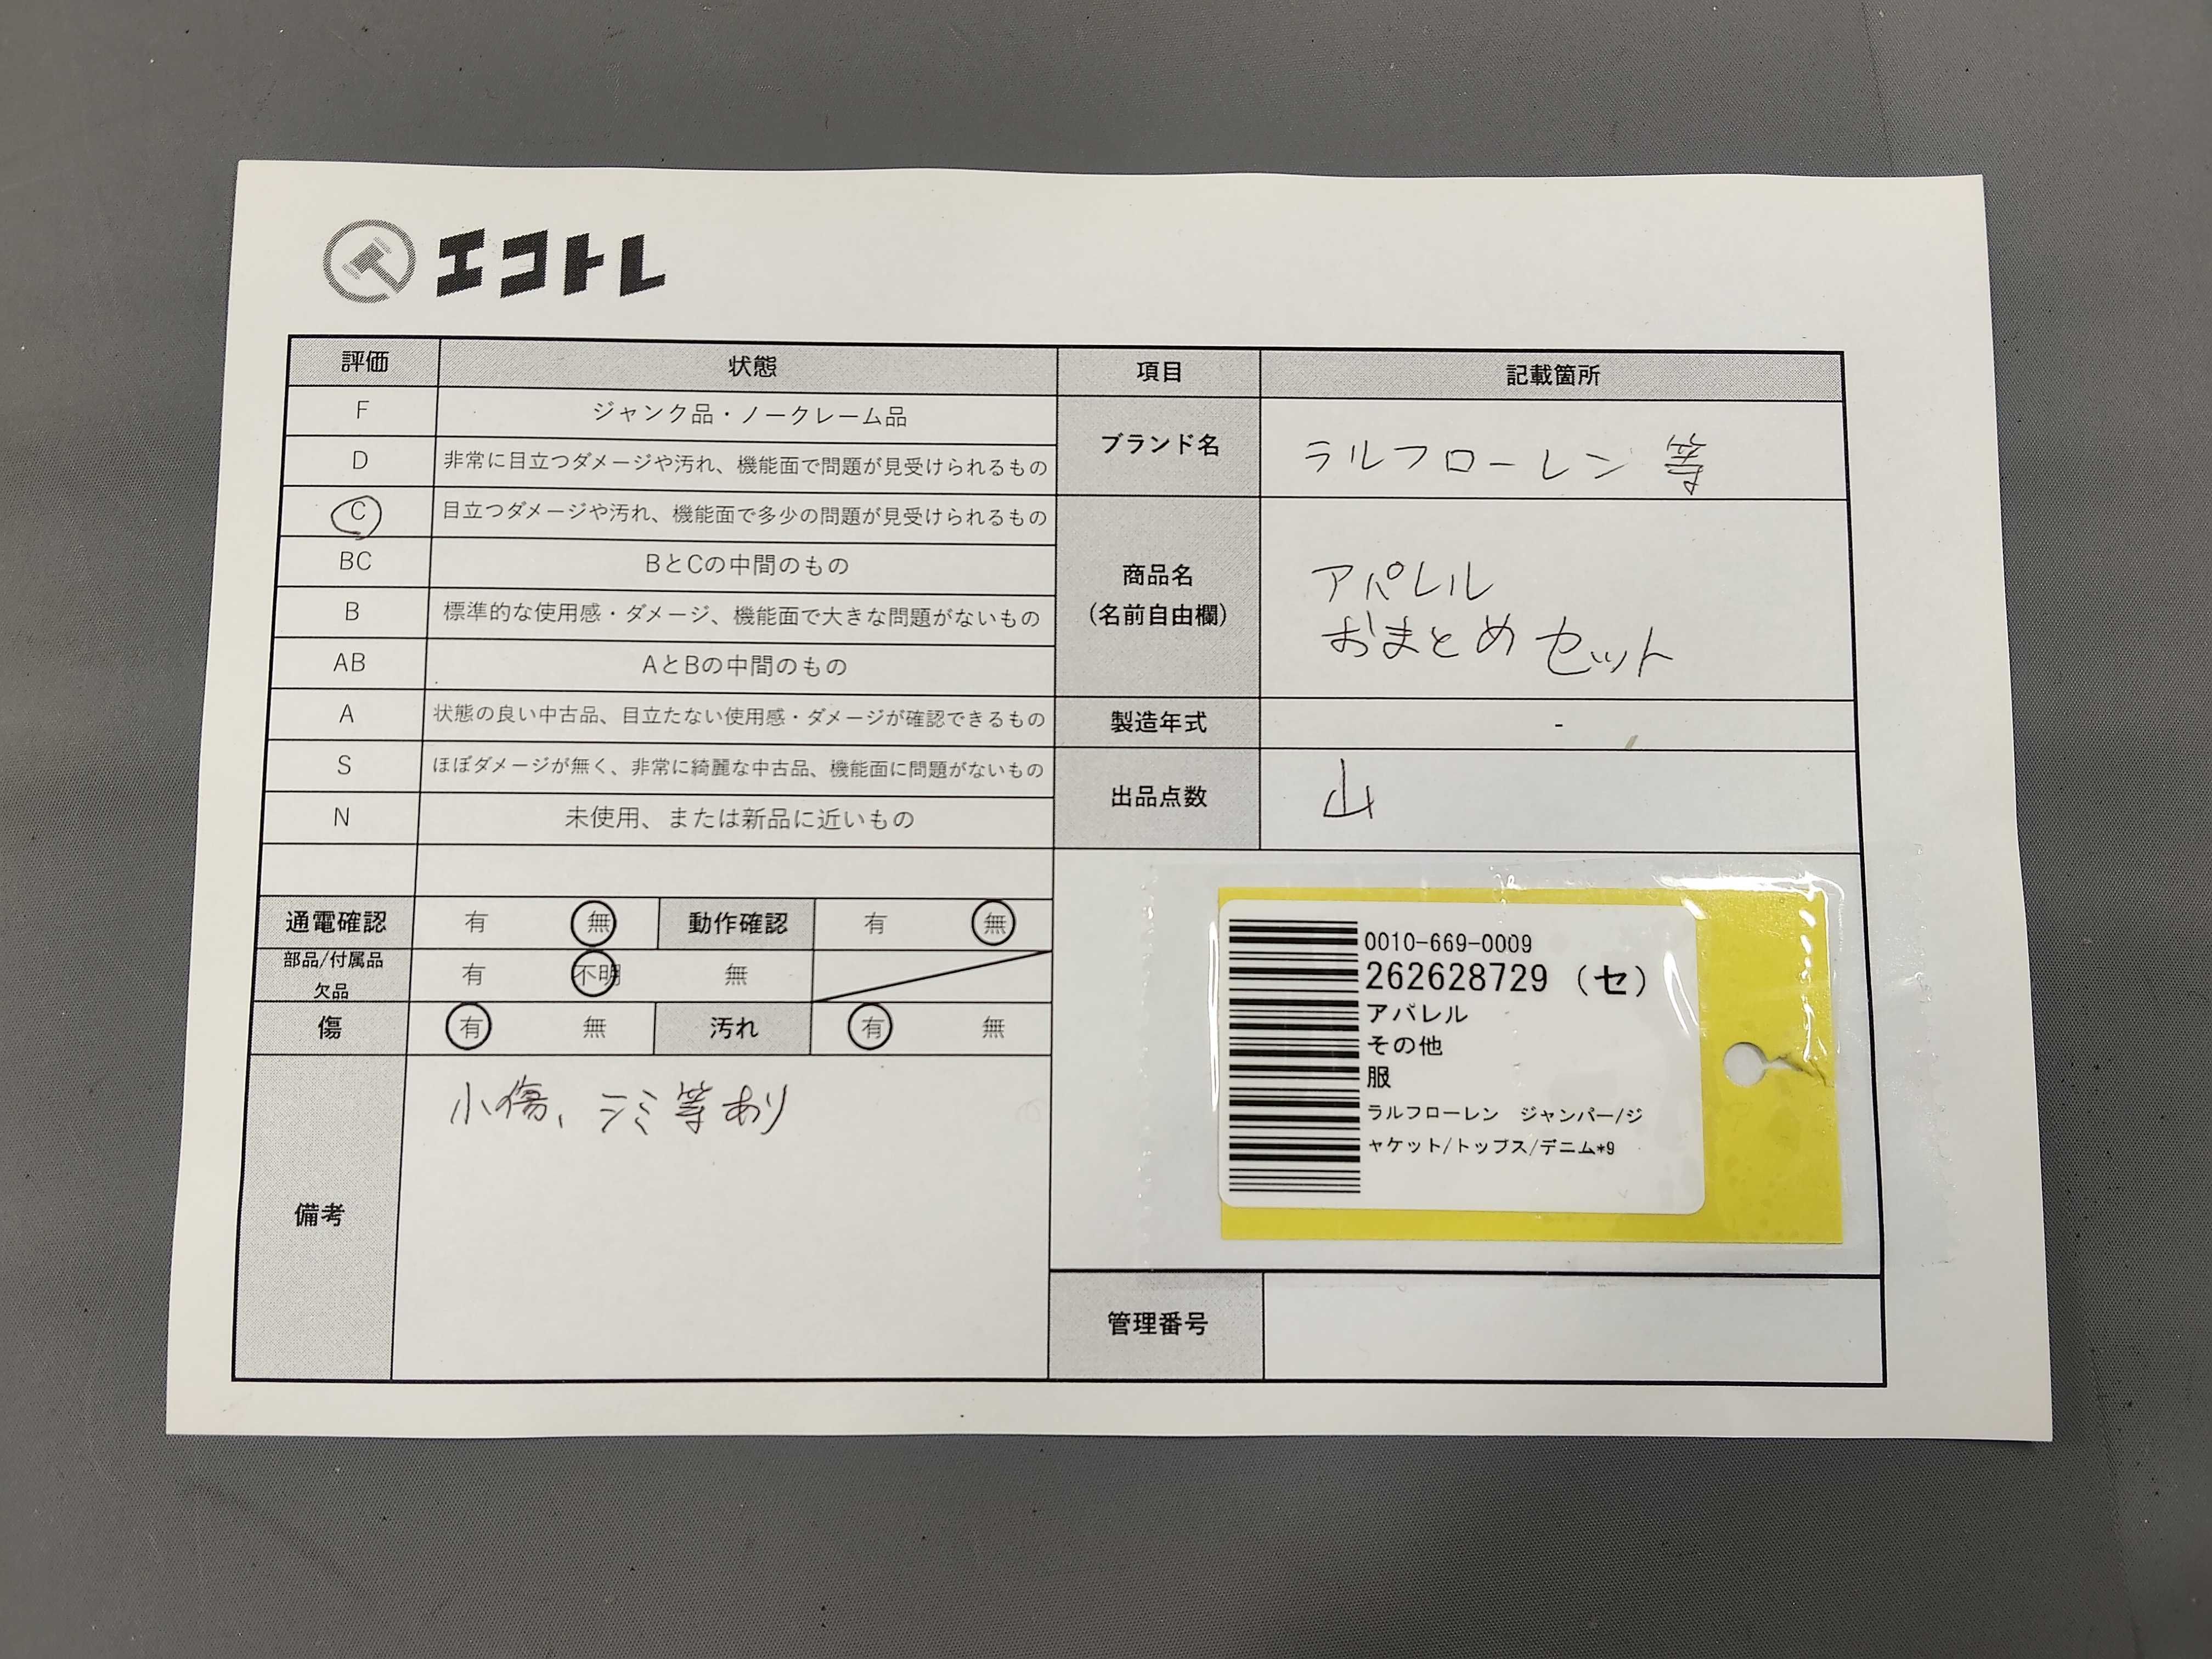 エコトレ
評価 状態 項目 記載箇所
F ジャンク品・ノークレーム品
D 非常に目立つダメージや汚れ、機能面で問題が見受けられるもの
C 目立つダメージや汚れ、機能面で多少の問題が見受けられるもの
BC BとCの中間のもの
B 標準的な使用感・ダメージ、機能面で大きな問題がないもの
AB AとBの中間のもの
A 状態の良い中古品、目立たない使用感・ダメージが確認できるもの
S ほぼダメージが無く、非常に綺麗な中古品、機能面に問題がないもの
N 未使用、または新品に近いもの
ブランド名 ラルフローレン 等
商品名
(名前自由欄)
アパレル
おまとめセット
製造年式 -
出品点数 山
通電確認 有 無 動作確認 有 無
部品/付属品
欠品
有 不明 無
傷 有 無 汚れ 有 無
備考
小傷、シミ等あり
0010-669-0009
262628729 (セ)
アパレル
その他
服
ラルフローレン ジャンパー/ジ
ャケット/トップス/デニム*9
管理番号